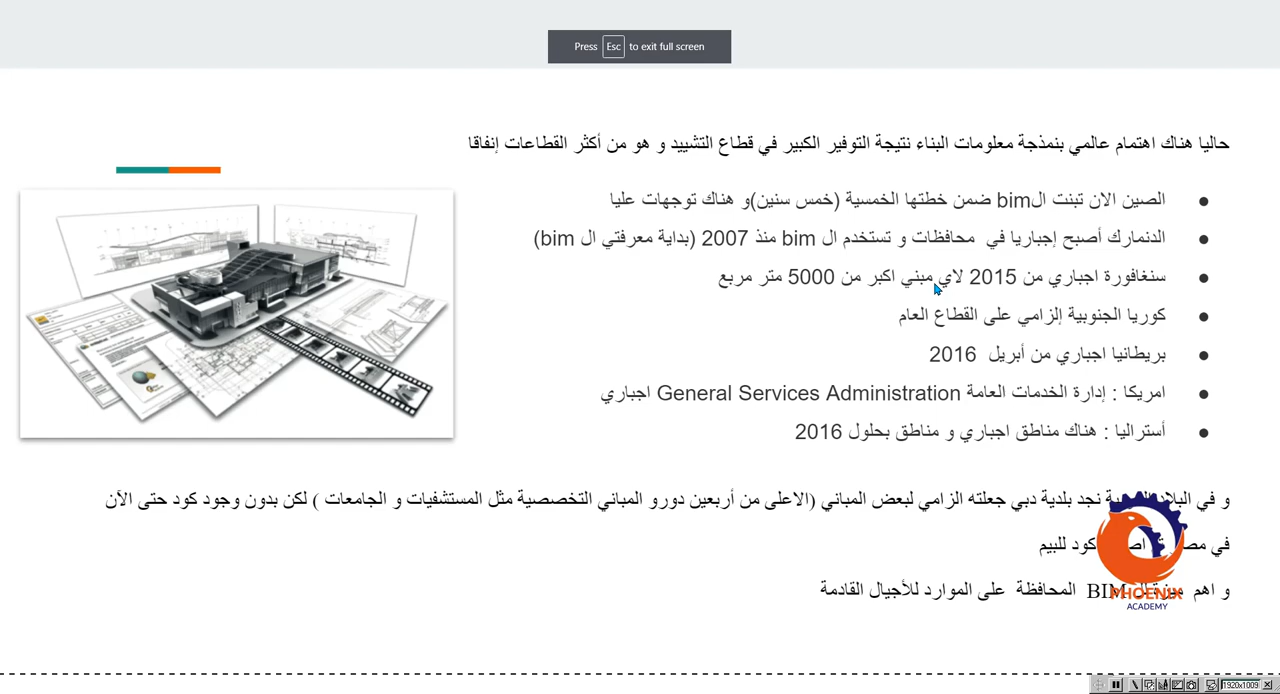 Press Esc to exit full screen
حاليا هناك اهتمام عالمي بنمذجة معلومات البناء نتيجة التوفير الكبير في قطاع التشييد و هو من أكثر القطاعات إنفاقا
● الصين الان تبنت الbim ضمن خطتها الخمسية (خمس سنين)و هناك توجهات عليا
● الدنمارك أصبح إجباريا في محافظات و تستخدم ال bim منذ 2007 (بداية معرفتي ال bim)
● سنغافورة اجباري من 2015 لاي مبني اكبر من 5000 متر مربع
● كوريا الجنوبية إلزامي على القطاع العام
● بريطانيا اجباري من أبريل 2016
● امريكا : إدارة الخدمات العامة General Services Administration اجباري
● أستراليا : هناك مناطق اجباري و مناطق بحلول 2016
و في البلاد نجد بلدية دبي جعلته الزامي لبعض المباني (الاعلى من أربعين دورو المباني التخصصية مثل المستشفيات و الجامعات ) لكن بدون وجود كود حتى الآن
في كود للبيم
و اهم ال BIM المحافظة على الموارد للأجيال القادمة
PHOENIX
ACADEMY
1920x1009